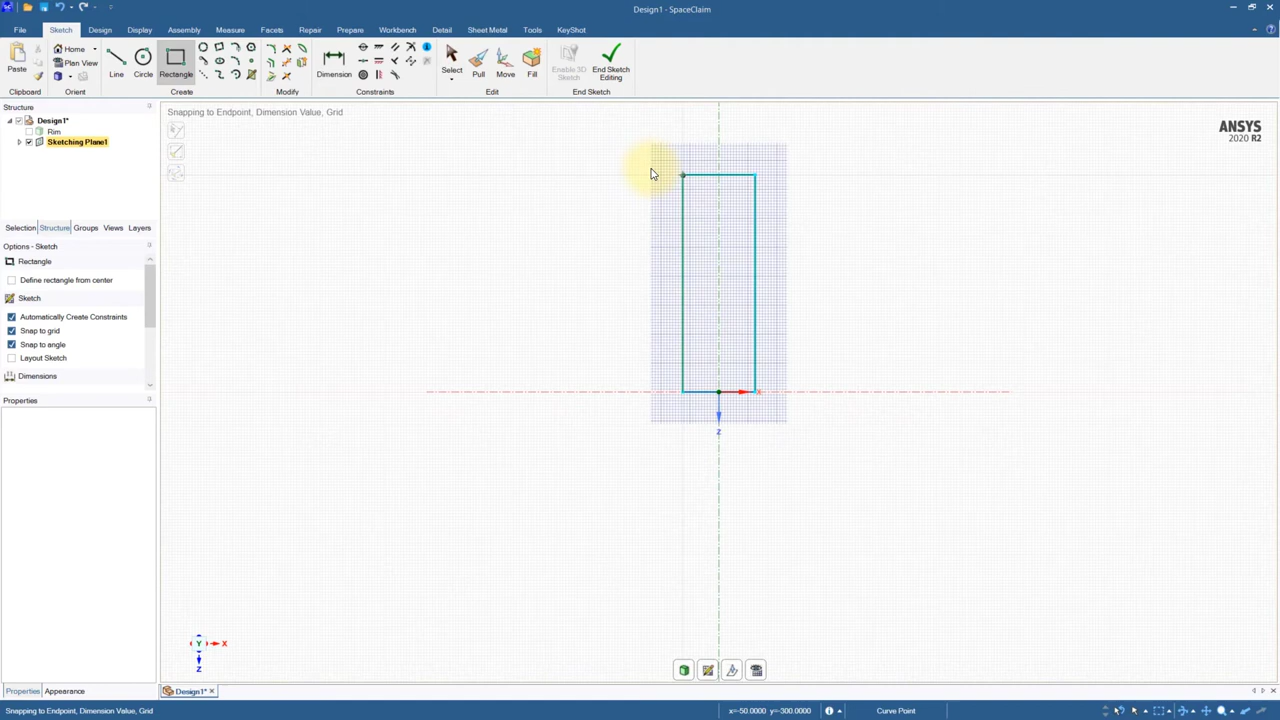 Design1 - SpaceClaim
File Sketch Design Display Assembly Measure Facets Repair Prepare Workbench Detail Sheet Metal Tools KeyShot
Paste
Home
Plan View
Line
Circle
Rectangle
Dimension
Select
Pull
Move
Fill
Enable 3D Sketch
End Sketch Editing
Clipboard Orient Create Modify Constraints Edit End Sketch
Structure
Design1*
Rim
Sketching Plane1
Selection Structure Groups Views Layers
Options - Sketch
Rectangle
Define rectangle from center
Sketch
Automatically Create Constraints
Snap to grid
Snap to angle
Layout Sketch
Dimensions
Properties
Properties Appearance
Snapping to Endpoint, Dimension Value, Grid
ANSYS
2020 R2
X
Z
Y
X
Z
Design1*
Snapping to Endpoint, Dimension Value, Grid
x=-50.0000 y=-300.0000
Curve Point